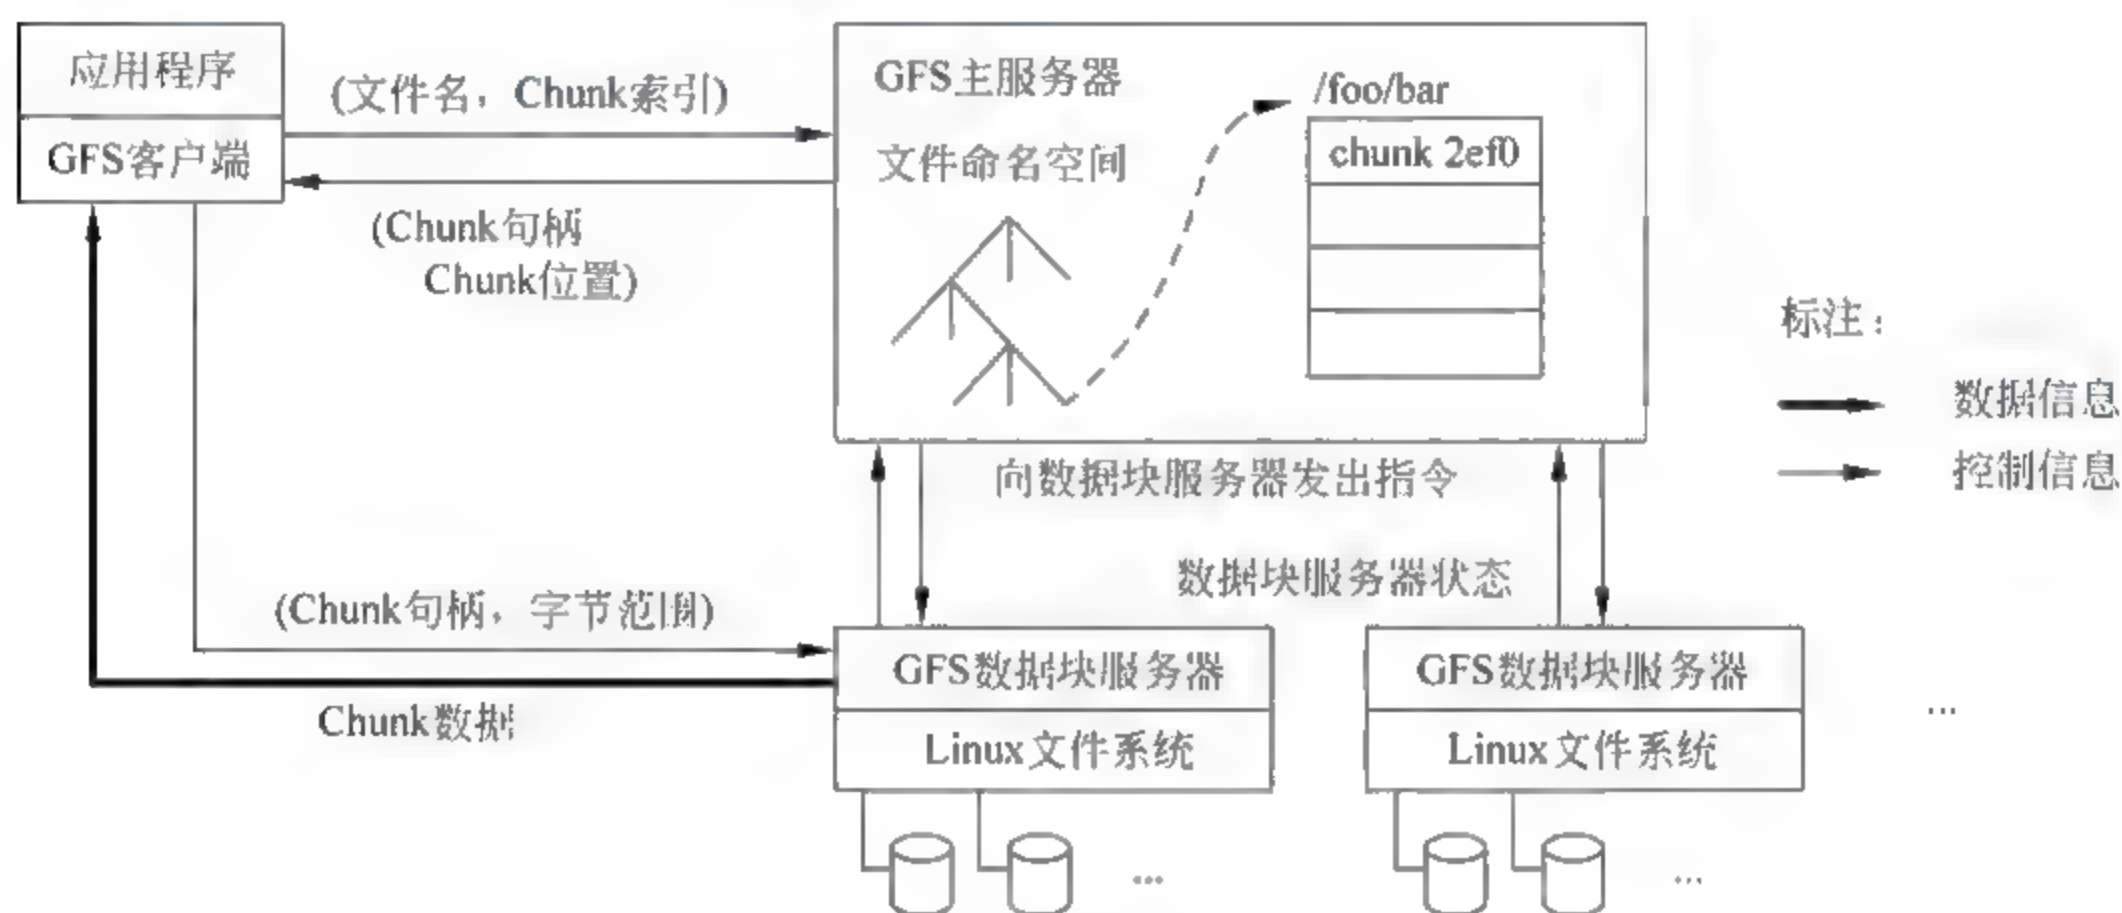 应用程序
GFS客户端
(文件名，Chunk索引)
(Chunk句柄
Chunk位置)
GFS主服务器
文件命名空间
/foo/bar
chunk 2ef0
标注：
数据信息
控制信息
向数据块服务器发出指令
数据块服务器状态
(Chunk句柄，字节范围)
Chunk数据
GFS数据块服务器
Linux文件系统
...
GFS数据块服务器
Linux文件系统
...
...